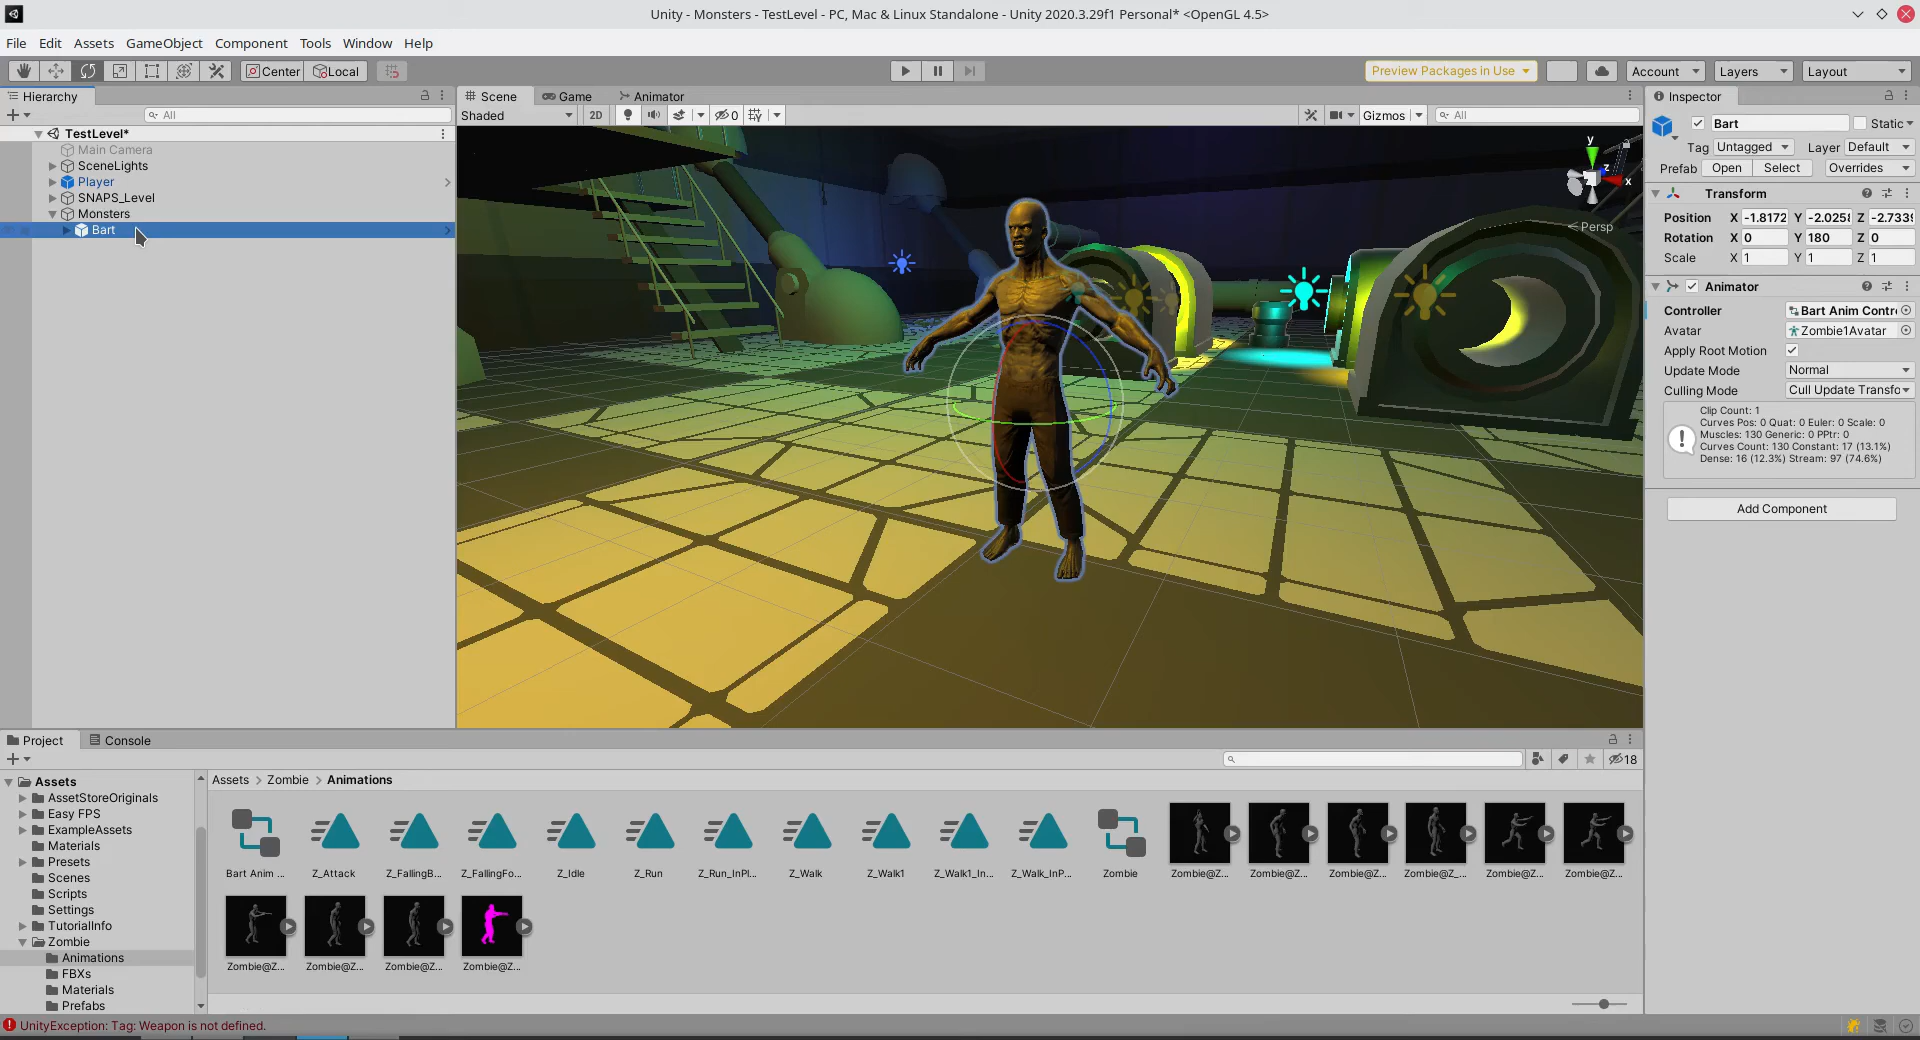 Unity - Monsters - TestLevel - PC, Mac & Linux Standalone - Unity 2020.3.29f1 Personal* <OpenGL 4.5>
File Edit Assets GameObject Component Tools Window Help
Center Local
Preview Packages in Use
Account Layers Layout
Hierarchy
All
TestLevel*
Main Camera
SceneLights
Player
SNAPS_Level
Monsters
Bart
Scene Game Animator
Shaded 2D 0 Gizmos All
y
z
x
Persp
Inspector
Bart Static
Tag Untagged Layer Default
Prefab Open Select Overrides
Transform
Position X -1.8172 Y -2.0258 Z -2.7339
Rotation X 0 Y 180 Z 0
Scale X 1 Y 1 Z 1
Animator
Controller Bart Anim Contr
Avatar Zombie1Avatar
Apply Root Motion
Update Mode Normal
Culling Mode Cull Update Transfo
Clip Count: 1
Curves Pos: 0 Quat: 0 Euler: 0 Scale: 0
Muscles: 130 Generic: 0 PPtr: 0
Curves Count: 130 Constant: 17 (13.1%)
Dense: 16 (12.3%) Stream: 97 (74.6%)
Add Component
Project Console
18
Assets
AssetStoreOriginals
Easy FPS
ExampleAssets
Materials
Presets
Scenes
Scripts
Settings
TutorialInfo
Zombie
Animations
FBXs
Materials
Prefabs
Assets > Zombie > Animations
Bart Anim ... Z_Attack Z_FallingB... Z_FallingFo... Z_Idle Z_Run Z_Run_InPl... Z_Walk Z_Walk1 Z_Walk1_In... Z_Walk_InP... Zombie Zombie@Z... Zombie@Z... Zombie@Z... Zombie@Z_... Zombie@Z... Zombie@Z...
Zombie@Z... Zombie@Z... Zombie@Z... Zombie@Z...
UnityException: Tag: Weapon is not defined.